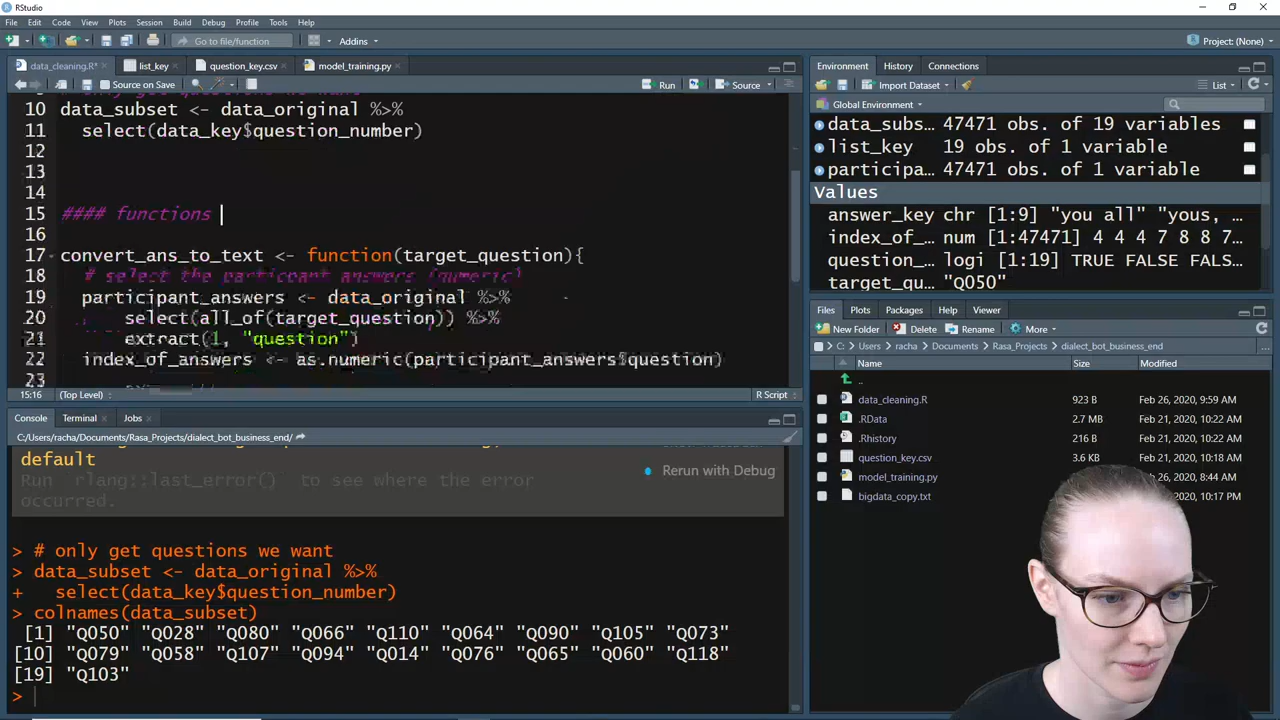 RStudio
File Edit Code View Plots Session Build Debug Profile Tools Help
Go to file/function Addins Project: (None)
data_cleaning.R* list_key question_key.csv model_training.py
Source on Save Run Source
10 data_subset <- data_original %>%
11 select(data_key$question_number)
12
13
14
15 #### functions
16
17 convert_ans_to_text <- function(target_question){
18 # select the participant answers (numeric)
19 participant_answers <- data_original %>%
20 select(all_of(target_question)) %>%
21 extract(1, "question")
22 index_of_answers <- as.numeric(participant_answers$question)
23
15:16 (Top Level) R Script
Console Terminal Jobs
C:/Users/racha/Documents/Rasa_Projects/dialect_bot_business_end/
default
Run `rlang::last_error()` to see where the error
occurred.
Rerun with Debug
> # only get questions we want
> data_subset <- data_original %>%
+ select(data_key$question_number)
> colnames(data_subset)
[1] "Q050" "Q028" "Q080" "Q066" "Q110" "Q064" "Q090" "Q105" "Q073"
[10] "Q079" "Q058" "Q107" "Q094" "Q014" "Q076" "Q065" "Q060" "Q118"
[19] "Q103"
>
Environment History Connections
Import Dataset List
Global Environment
data_subs… 47471 obs. of 19 variables
list_key 19 obs. of 1 variable
participa… 47471 obs. of 1 variable
Values
answer_key chr [1:9] "you all" "yous, …
index_of_… num [1:47471] 4 4 4 7 8 8 7…
question_… logi [1:19] TRUE FALSE FALS…
target_qu… "Q050"
Files Plots Packages Help Viewer
New Folder Delete Rename More
C: Users racha Documents Rasa_Projects dialect_bot_business_end
Name Size Modified
..
data_cleaning.R 923 B Feb 26, 2020, 9:59 AM
.RData 2.7 MB Feb 21, 2020, 10:22 AM
.Rhistory 216 B Feb 21, 2020, 10:22 AM
question_key.csv 3.6 KB Feb 21, 2020, 10:18 AM
model_training.py 6, 2020, 8:44 AM
bigdata_copy.txt 5, 2020, 10:17 PM